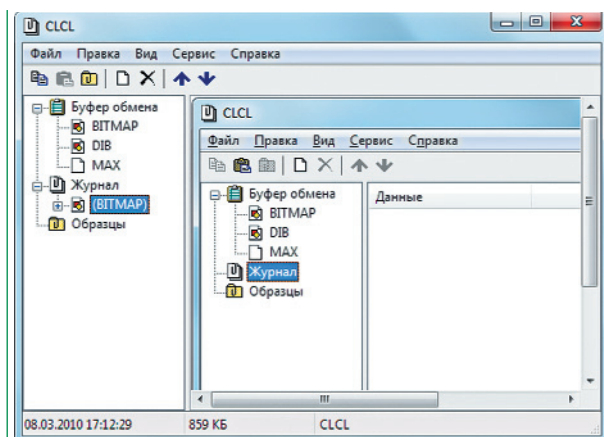 CLCL
Файл Правка Вид Сервис Справка
Буфер обмена
BITMAP
DIB
MAX
Журнал
(BITMAP)
Образцы
CLCL
Файл Правка Вид Сервис Справка
Буфер обмена
BITMAP
DIB
MAX
Журнал
Образцы
Данные
08.03.2010 17:12:29 859 КБ CLCL